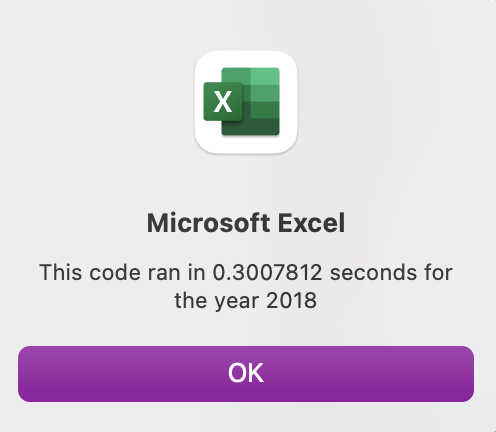 X
Microsoft Excel
This code ran in 0.3007812 seconds for
the year 2018
OK